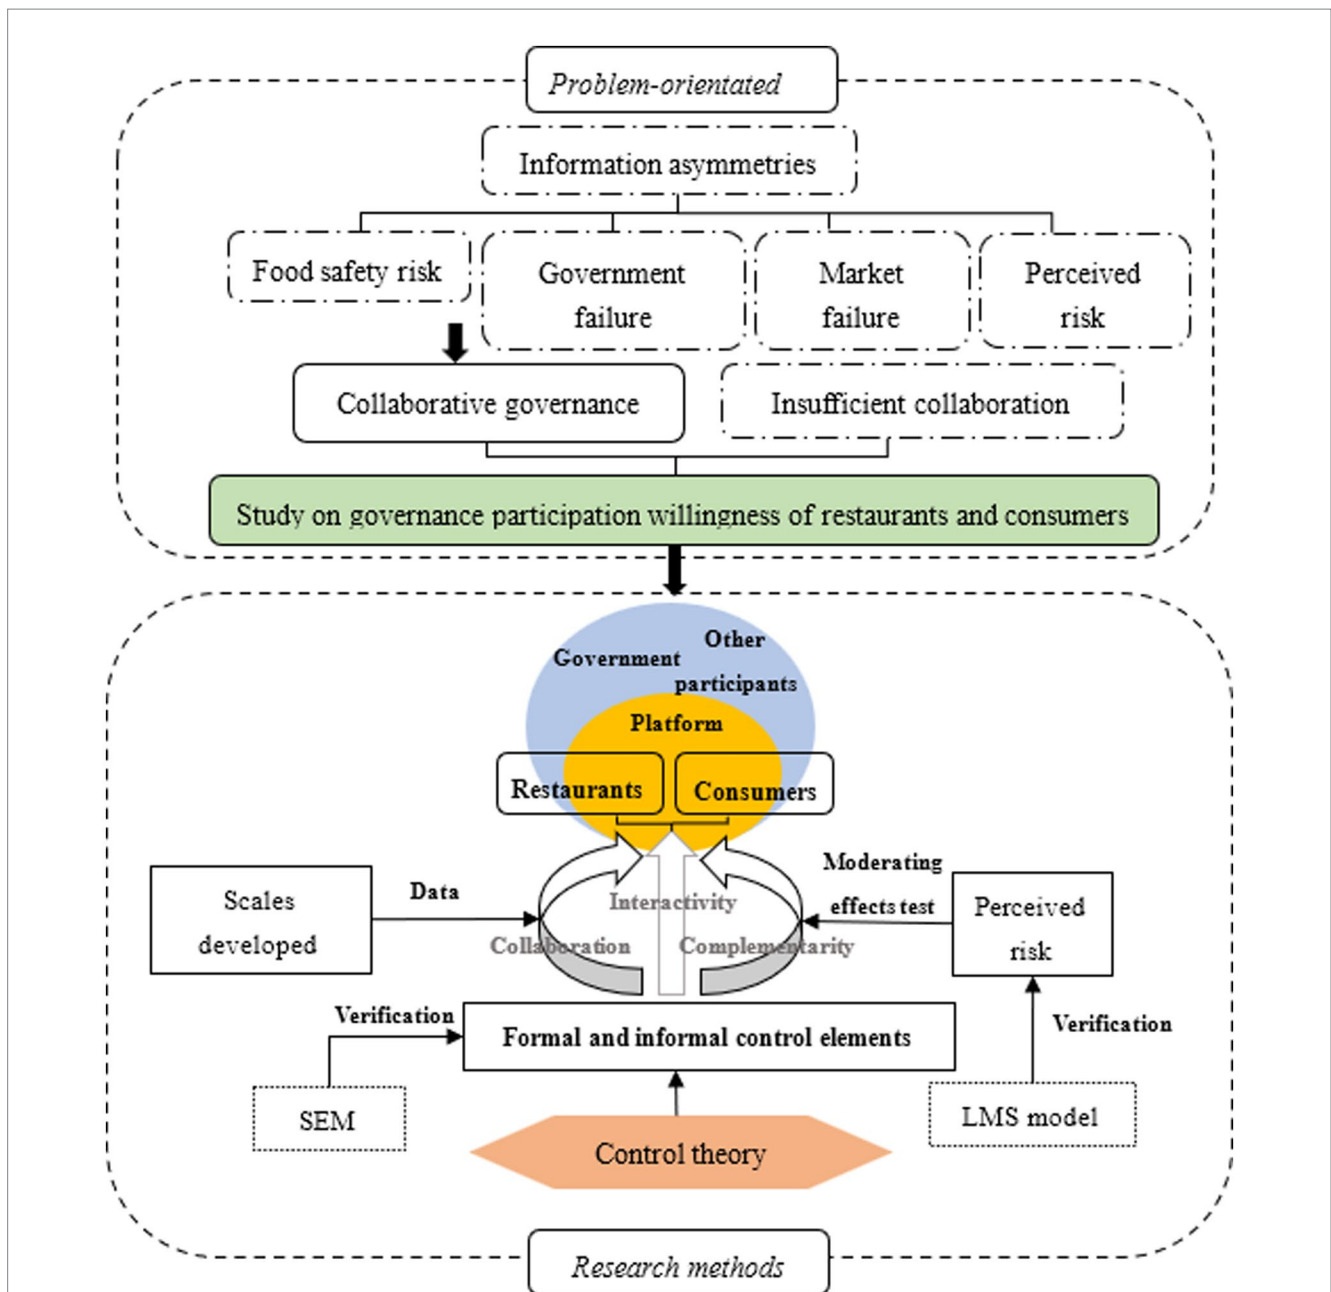 Problem-orientated
Information asymmetries
Food safety risk
Government
failure
Market
failure
Perceived
risk
Collaborative governance
Insufficient collaboration
Study on governance participation willingness of restaurants and consumers
Other
Government
participants
Platform
Restaurants
Consumers
Scales
developed
Data
Interactivity
Collaboration
Complementarity
Moderating
effects test
Perceived
risk
Verification
Formal and informal control elements
Verification
SEM
LMS model
Control theory
Research methods